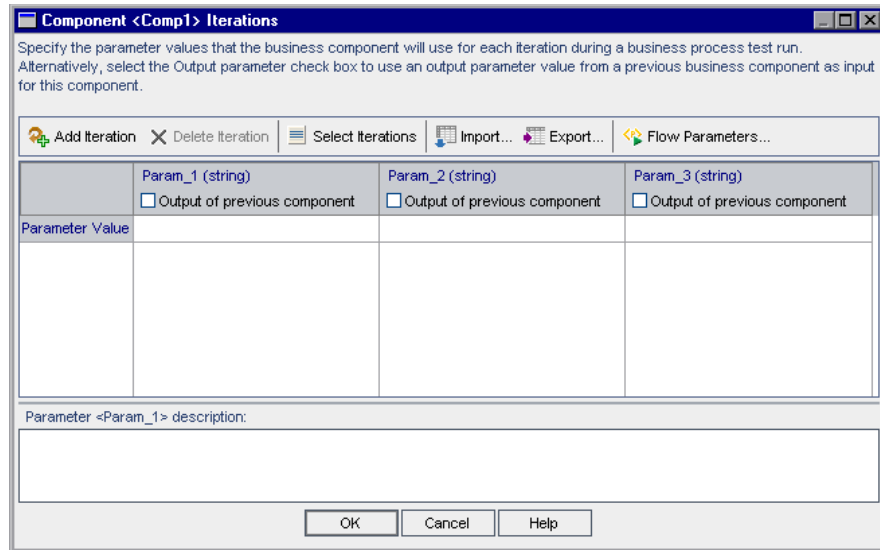 Component <Comp1> Iterations
Specify the parameter values that the business component will use for each iteration during a business process test run.
Alternatively, select the Output parameter check box to use an output parameter value from a previous business component as input
for this component.
Add Iteration Delete Iteration Select Iterations Import... Export... Flow Parameters...
Param_1 (string) Param_2 (string) Param_3 (string)
Output of previous component Output of previous component Output of previous component
Parameter Value
Parameter <Param_1> description:
OK Cancel Help